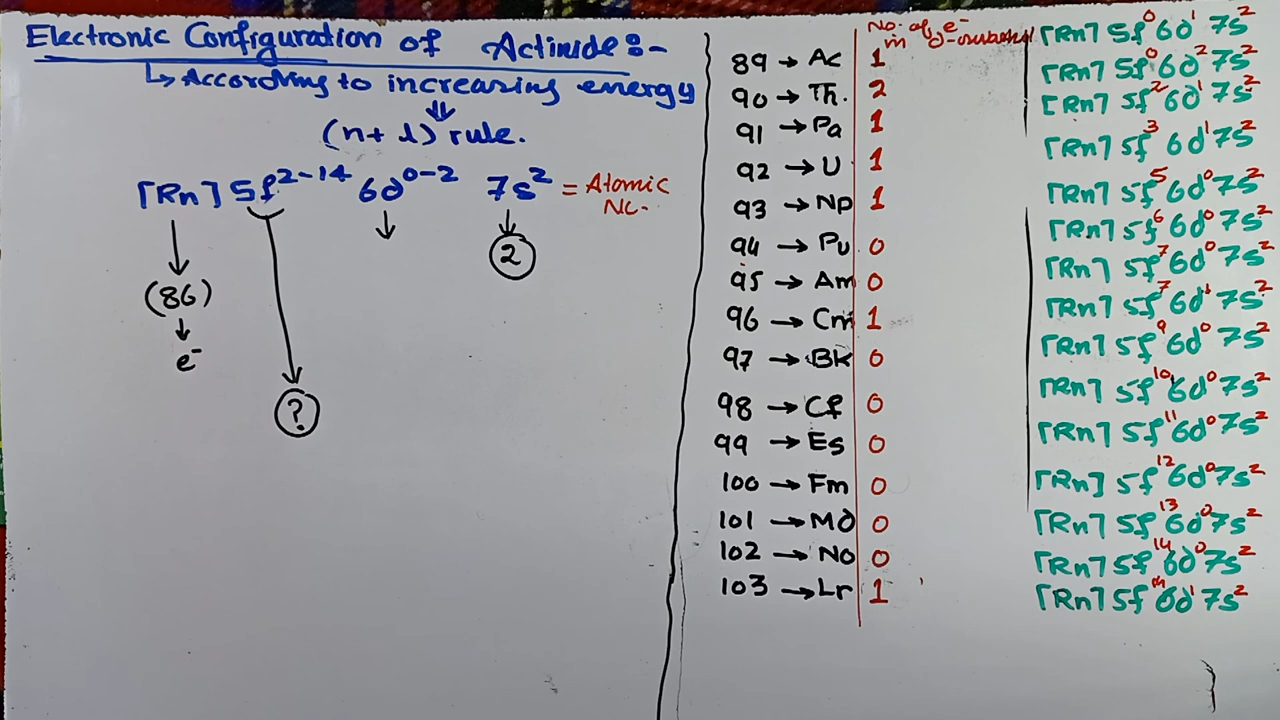 Electronic Configuration of Actinide:-
↳ According to increasing energy
⇓
(n+l) rule.
[Rn] 5f²⁻¹⁴ 6d⁰⁻² 7s² = Atomic No.
(86)
e⁻
2
?
No. of e⁻
in d-
89 → Ac 1
90 → Th. 2
91 → Pa 1
92 → U 1
93 → Np 1
94 → Pu 0
95 → Am 0
96 → Cm 1
97 → Bk 0
98 → Cf 0
99 → Es 0
100 → Fm 0
101 → Md 0
102 → No 0
103 → Lr 1
[Rn] 5f⁰ 6d¹ 7s²
[Rn] 5f⁰ 6d² 7s²
[Rn] 5f² 6d¹ 7s²
[Rn] 5f³ 6d¹ 7s²
[Rn] 5f⁵ 6d⁰ 7s²
[Rn] 5f⁶ 6d⁰ 7s²
[Rn] 5f⁷ 6d⁰ 7s²
[Rn] 5f⁷ 6d¹ 7s²
[Rn] 5f⁹ 6d⁰ 7s²
[Rn] 5f¹⁰ 6d⁰ 7s²
[Rn] 5f¹¹ 6d⁰ 7s²
[Rn] 5f¹² 6d⁰ 7s²
[Rn] 5f¹³ 6d⁰ 7s²
[Rn] 5f¹⁴ 6d⁰ 7s²
[Rn] 5f¹⁴ 6d¹ 7s²